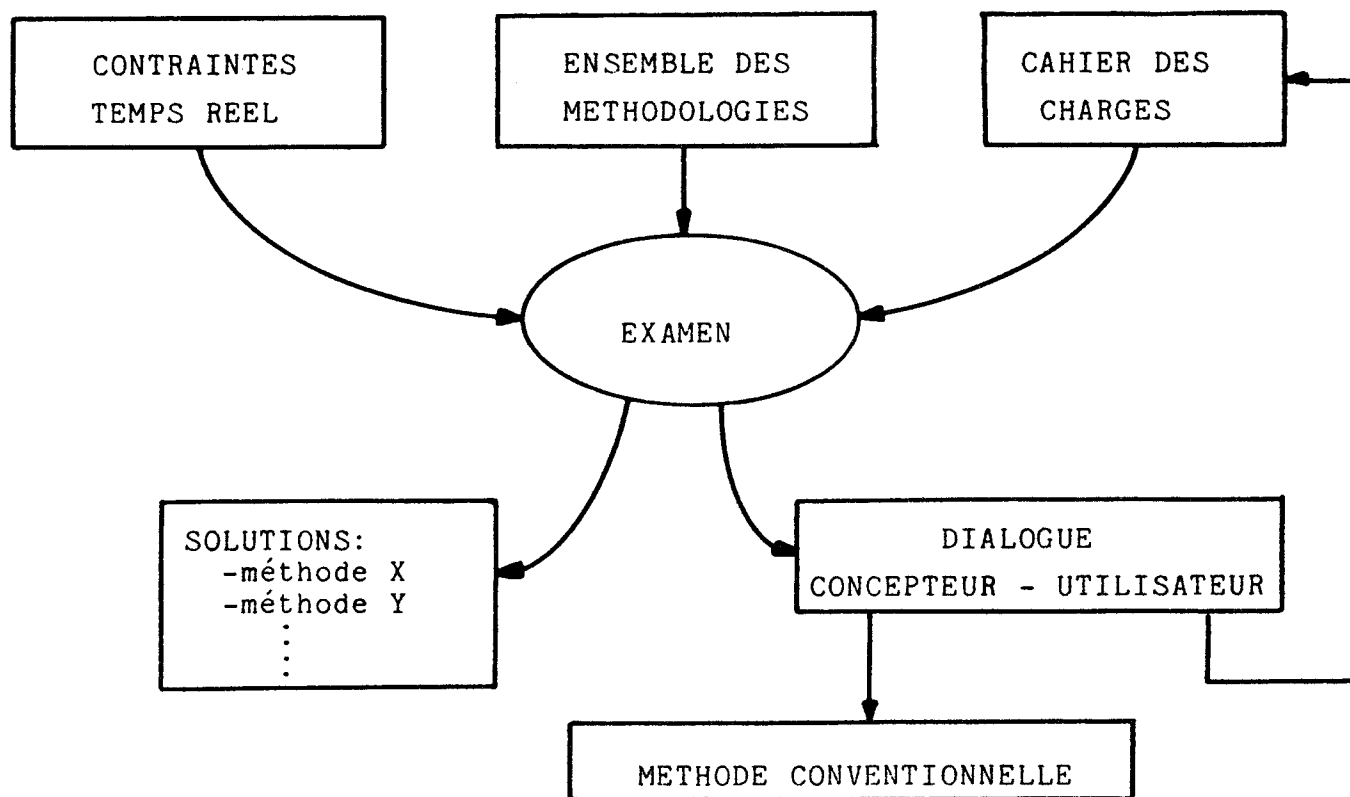 CONTRAINTES
TEMPS REEL
ENSEMBLE DES
METHODOLOGIES
CAHIER DES
CHARGES
EXAMEN
SOLUTIONS:
-méthode X
-méthode Y
DIALOGUE
CONCEPTEUR - UTILISATEUR
METHODE CONVENTIONNELLE